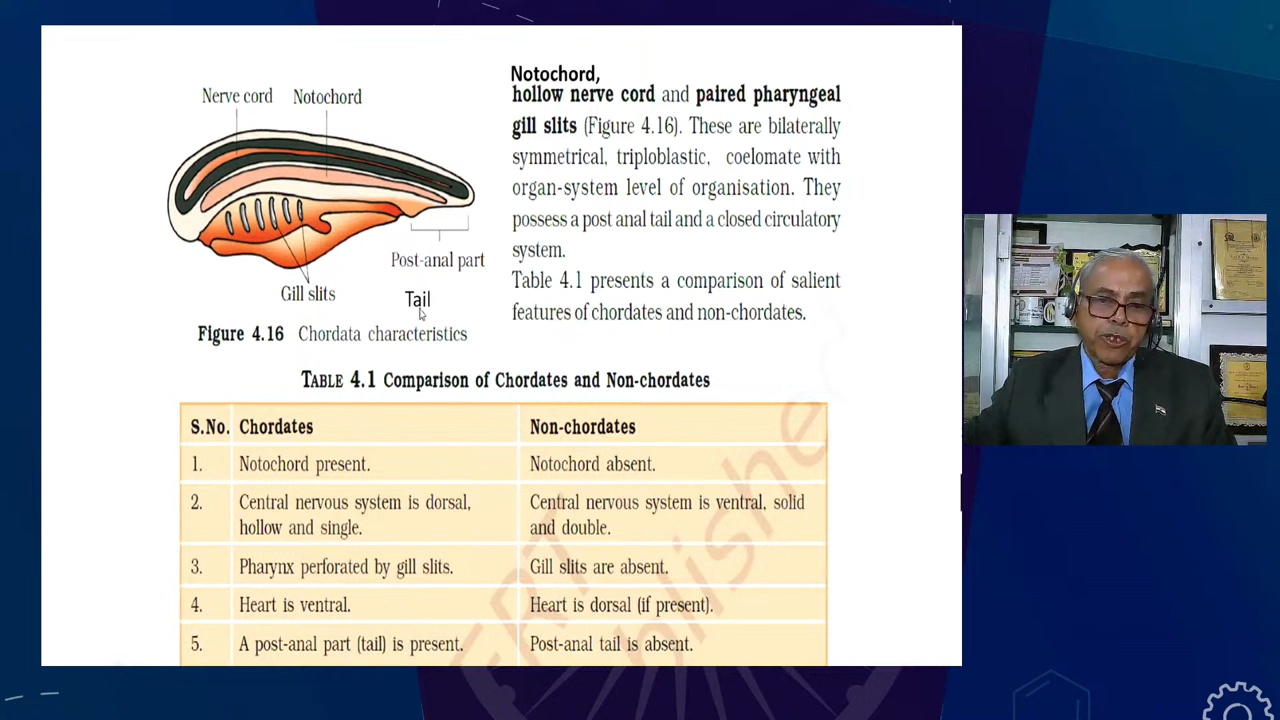 Nerve cord Notochord
Post-anal part
Gill slits
Tail
Figure 4.16 Chordata characteristics
Notochord,
hollow nerve cord and paired pharyngeal
gill slits (Figure 4.16). These are bilaterally
symmetrical, triploblastic, coelomate with
organ-system level of organisation. They
possess a post anal tail and a closed circulatory
system.
Table 4.1 presents a comparison of salient
features of chordates and non-chordates.
TABLE 4.1 Comparison of Chordates and Non-chordates
S.No. Chordates Non-chordates
1. Notochord present. Notochord absent.
2. Central nervous system is dorsal, Central nervous system is ventral, solid
hollow and single. and double.
3. Pharynx perforated by gill slits. Gill slits are absent.
4. Heart is ventral. Heart is dorsal (if present).
5. A post-anal part (tail) is present. Post-anal tail is absent.